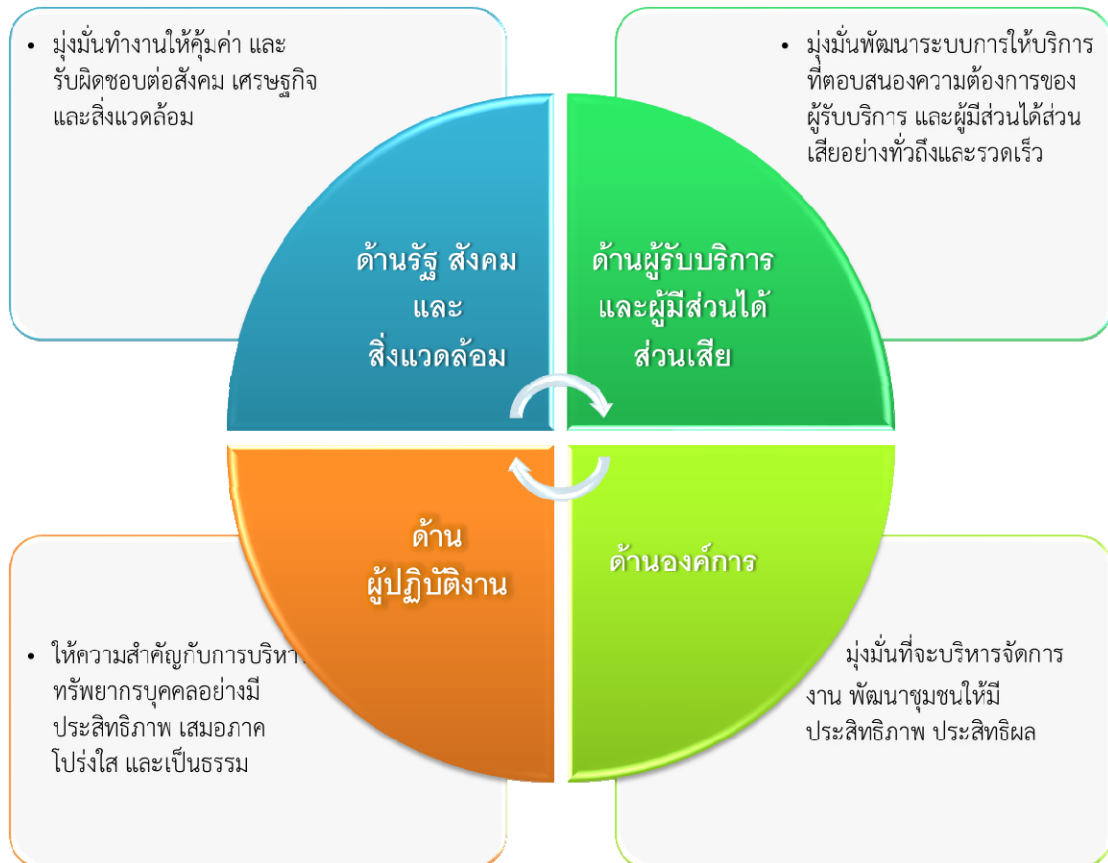 • มุ่งมั่นทำงานให้คุ้มค่า และ
รับผิดชอบต่อสังคม เศรษฐกิจ
และสิ่งแวดล้อม
• มุ่งมั่นพัฒนาระบบการให้บริการ
ที่ตอบสนองความต้องการของ
ผู้รับบริการ และผู้มีส่วนได้ส่วน
เสียอย่างทั่วถึงและรวดเร็ว
ด้านรัฐ สังคม
และ
สิ่งแวดล้อม
ด้านผู้รับบริการ
และผู้มีส่วนได้
ส่วนเสีย
ด้าน
ผู้ปฏิบัติงาน
ด้านองค์การ
• ให้ความสำคัญกับการบริหาร
ทรัพยากรบุคคลอย่างมี
ประสิทธิภาพ เสมอภาค
โปร่งใส และเป็นธรรม
มุ่งมั่นที่จะบริหารจัดการ
งาน พัฒนาชุมชนให้มี
ประสิทธิภาพ ประสิทธิผล